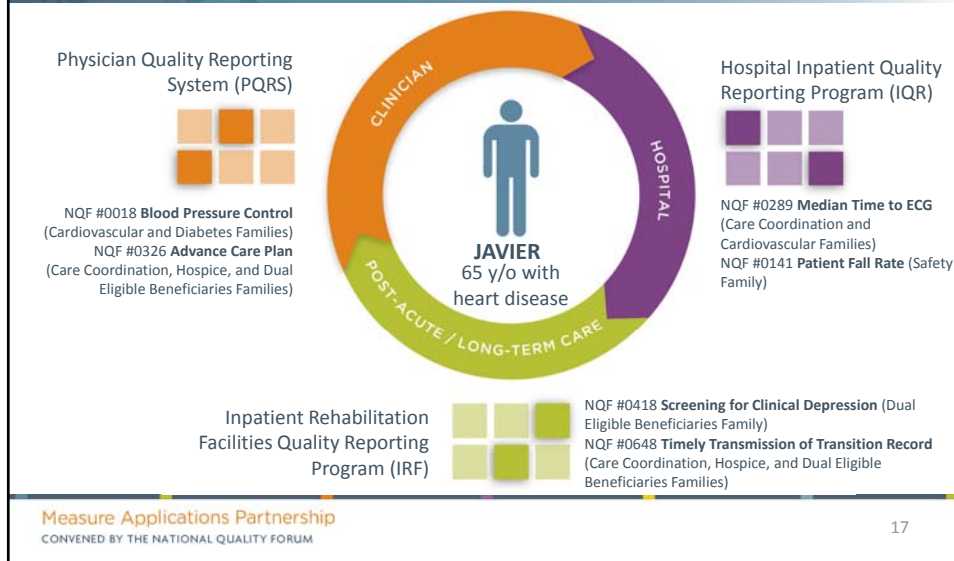 Physician Quality Reporting
System (PQRS)
NQF #0018 Blood Pressure Control
(Cardiovascular and Diabetes Families)
NQF #0326 Advance Care Plan
(Care Coordination, Hospice, and Dual
Eligible Beneficiaries Families)
CLINICIAN
HOSPITAL
POST-ACUTE / LONG-TERM CARE
JAVIER
65 y/o with
heart disease
Hospital Inpatient Quality
Reporting Program (IQR)
NQF #0289 Median Time to ECG
(Care Coordination and
Cardiovascular Families)
NQF #0141 Patient Fall Rate (Safety
Family)
Inpatient Rehabilitation
Facilities Quality Reporting
Program (IRF)
NQF #0418 Screening for Clinical Depression (Dual
Eligible Beneficiaries Family)
NQF #0648 Timely Transmission of Transition Record
(Care Coordination, Hospice, and Dual Eligible
Beneficiaries Families)
Measure Applications Partnership
CONVENED BY THE NATIONAL QUALITY FORUM
17